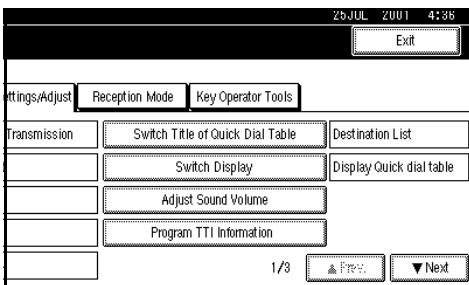 25JUL 2001 4:36
Exit
ettings/Adjust Reception Mode Key Operator Tools
Transmission Switch Title of Quick Dial Table Destination List
Switch Display Display Quick dial table
Adjust Sound Volume
Program TTI Information
1/3 ▲Prev. ▼Next